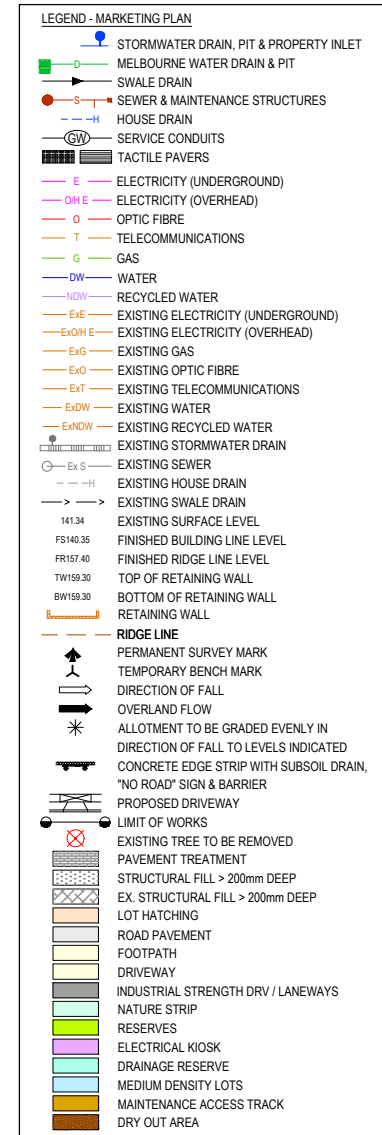 LEGEND - MARKETING PLAN
STORMWATER DRAIN, PIT & PROPERTY INLET
D MELBOURNE WATER DRAIN & PIT
SWALE DRAIN
S SEWER & MAINTENANCE STRUCTURES
H HOUSE DRAIN
GW SERVICE CONDUITS
TACTILE PAVERS
E ELECTRICITY (UNDERGROUND)
O/H E ELECTRICITY (OVERHEAD)
O OPTIC FIBRE
T TELECOMMUNICATIONS
G GAS
DW WATER
NDW RECYCLED WATER
ExE EXISTING ELECTRICITY (UNDERGROUND)
ExO/H E EXISTING ELECTRICITY (OVERHEAD)
ExG EXISTING GAS
ExO EXISTING OPTIC FIBRE
ExT EXISTING TELECOMMUNICATIONS
ExDW EXISTING WATER
ExNDW EXISTING RECYCLED WATER
EXISTING STORMWATER DRAIN
Ex S EXISTING SEWER
H EXISTING HOUSE DRAIN
> > EXISTING SWALE DRAIN
141.34 EXISTING SURFACE LEVEL
FS140.35 FINISHED BUILDING LINE LEVEL
FR157.40 FINISHED RIDGE LINE LEVEL
TW159.30 TOP OF RETAINING WALL
BW159.30 BOTTOM OF RETAINING WALL
RETAINING WALL
RIDGE LINE
PERMANENT SURVEY MARK
TEMPORARY BENCH MARK
DIRECTION OF FALL
OVERLAND FLOW
ALLOTMENT TO BE GRADED EVENLY IN
DIRECTION OF FALL TO LEVELS INDICATED
CONCRETE EDGE STRIP WITH SUBSOIL DRAIN,
"NO ROAD" SIGN & BARRIER
PROPOSED DRIVEWAY
LIMIT OF WORKS
EXISTING TREE TO BE REMOVED
PAVEMENT TREATMENT
STRUCTURAL FILL > 200mm DEEP
EX. STRUCTURAL FILL > 200mm DEEP
LOT HATCHING
ROAD PAVEMENT
FOOTPATH
DRIVEWAY
INDUSTRIAL STRENGTH DRV / LANEWAYS
NATURE STRIP
RESERVES
ELECTRICAL KIOSK
DRAINAGE RESERVE
MEDIUM DENSITY LOTS
MAINTENANCE ACCESS TRACK
DRY OUT AREA